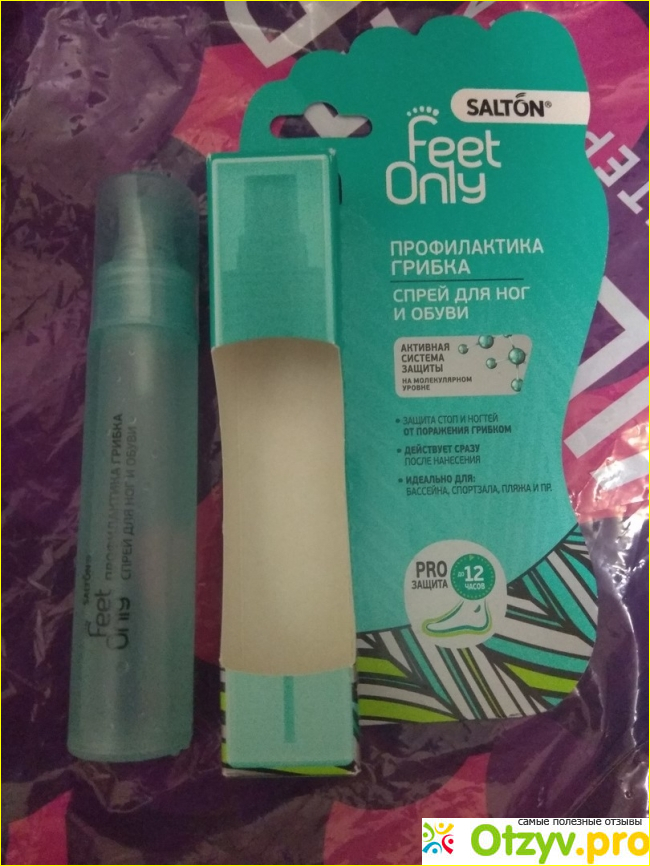 SALTON®
Feet
Only
ПРОФИЛАКТИКА
ГРИБКА
СПРЕЙ ДЛЯ НОГ
И ОБУВИ
АКТИВНАЯ
СИСТЕМА
ЗАЩИТЫ
НА МОЛЕКУЛЯРНОМ
УРОВНЕ
• ЗАЩИТА СТОП И НОГТЕЙ
ОТ ПОРАЖЕНИЯ ГРИБКОМ
• ДЕЙСТВУЕТ СРАЗУ
ПОСЛЕ НАНЕСЕНИЯ
• ИДЕАЛЬНО ДЛЯ:
БАССЕЙНА, СПОРТЗАЛА, ПЛЯЖА И ПР.
PRO
ЗАЩИТА
ДО 12
ЧАСОВ
SALTON®
Feet
Only
ПРОФИЛАКТИКА ГРИБКА
СПРЕЙ ДЛЯ НОГ И ОБУВИ
самые полезные отзывы
Otzyv.pro